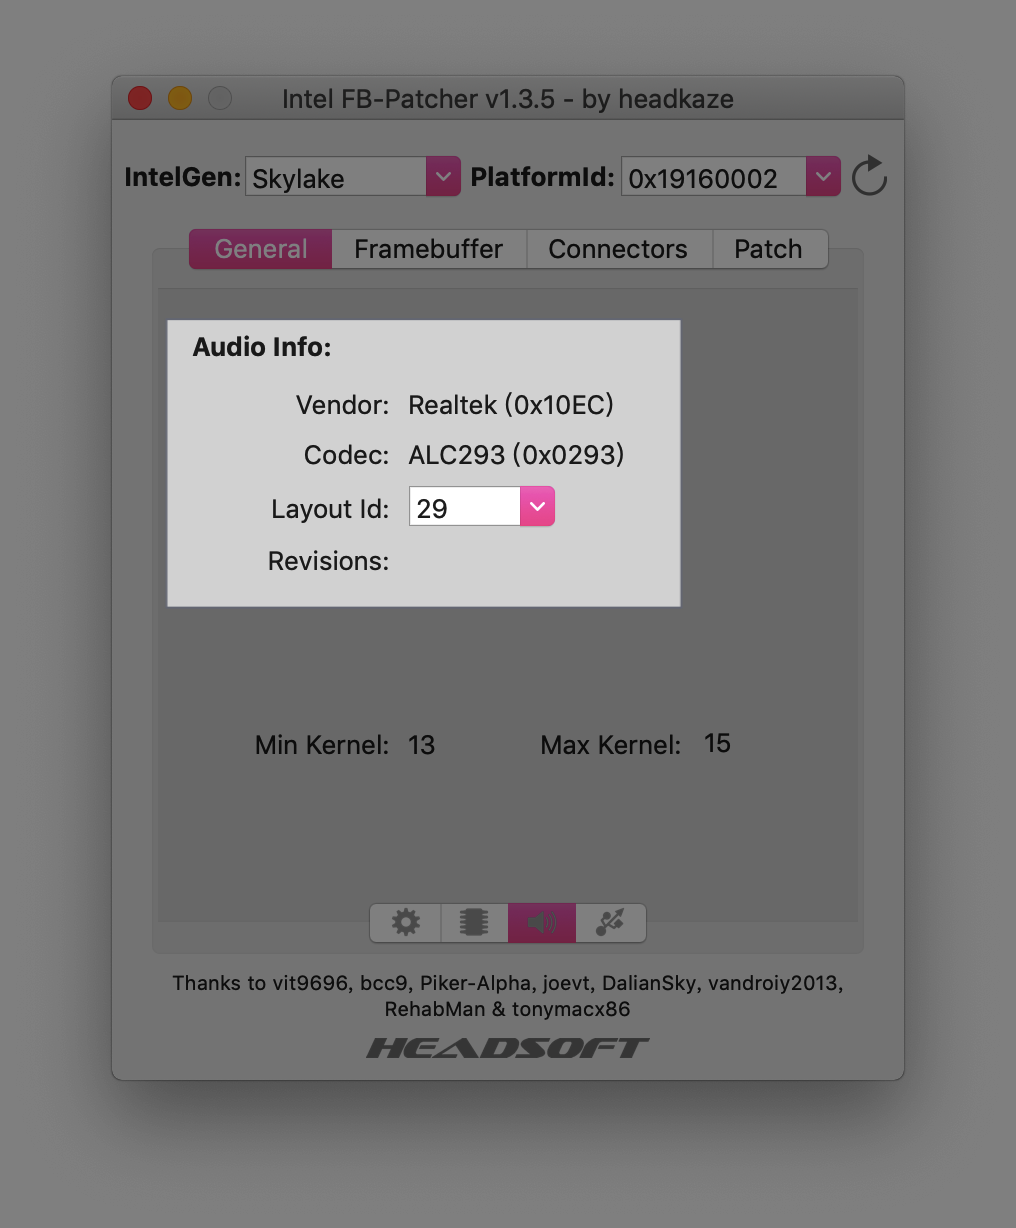 Intel FB-Patcher v1.3.5 - by headkaze
IntelGen: Skylake PlatformId: 0x19160002
General Framebuffer Connectors Patch
Audio Info:
Vendor: Realtek (0x10EC)
Codec: ALC293 (0x0293)
Layout Id: 29
Revisions:
Min Kernel: 13 Max Kernel: 15
Thanks to vit9696, bcc9, Piker-Alpha, joevt, DalianSky, vandroiy2013,
RehabMan & tonymacx86
HEADSOFT